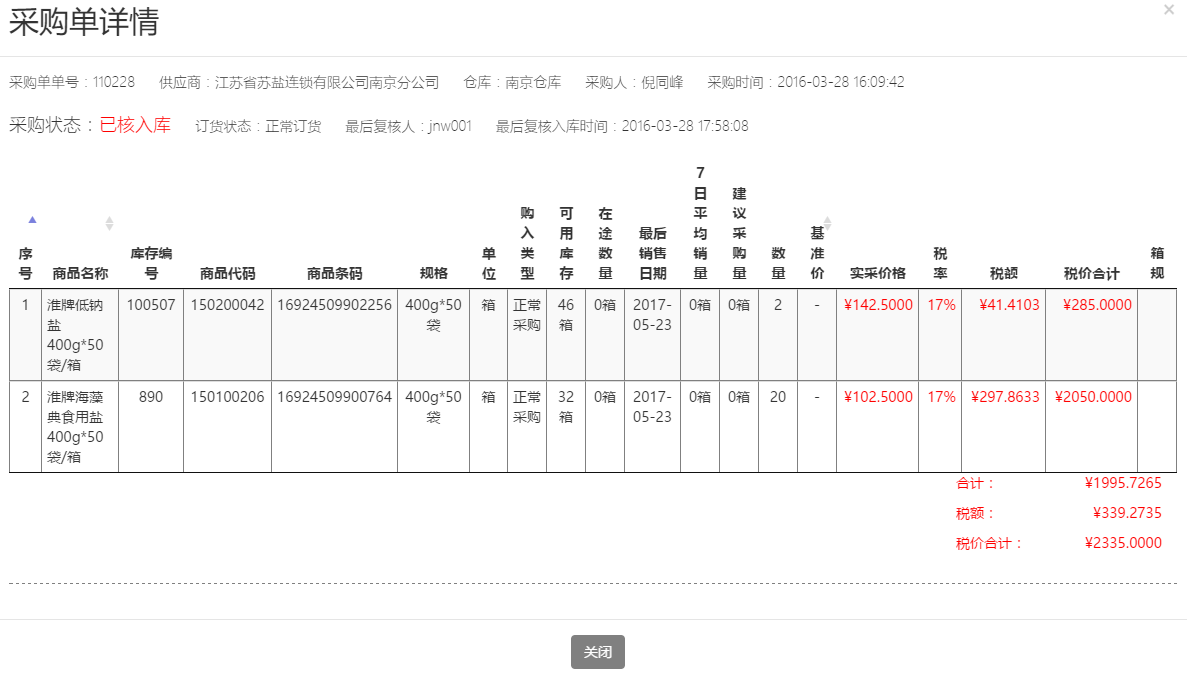 采购单详情
×
采购单单号：110228 供应商：江苏省苏盐连锁有限公司南京分公司 仓库：南京仓库 采购人：倪同峰 采购时间：2016-03-28 16:09:42
采购状态：已核入库 订货状态：正常订货 最后复核人：jnw001 最后复核入库时间：2016-03-28 17:58:08
序号 商品名称 库存编号 商品代码 商品条码 规格 单位 购入类型 可用库存 在途数量 最后销售日期 7日平均销量 建议采购量 数量 基准价 实采价格 税率 税额 税价合计 箱规
1 淮牌低钠盐400g*50袋/箱 100507 150200042 16924509902256 400g*50袋 箱 正常采购 46箱 0箱 2017-05-23 0箱 0箱 2 - ¥142.5000 17% ¥41.4103 ¥285.0000
2 淮牌海藻典食用盐400g*50袋/箱 890 150100206 16924509900764 400g*50袋 箱 正常采购 32箱 0箱 2017-05-23 0箱 0箱 20 - ¥102.5000 17% ¥297.8633 ¥2050.0000
合计： ¥1995.7265
税额： ¥339.2735
税价合计： ¥2335.0000
关闭